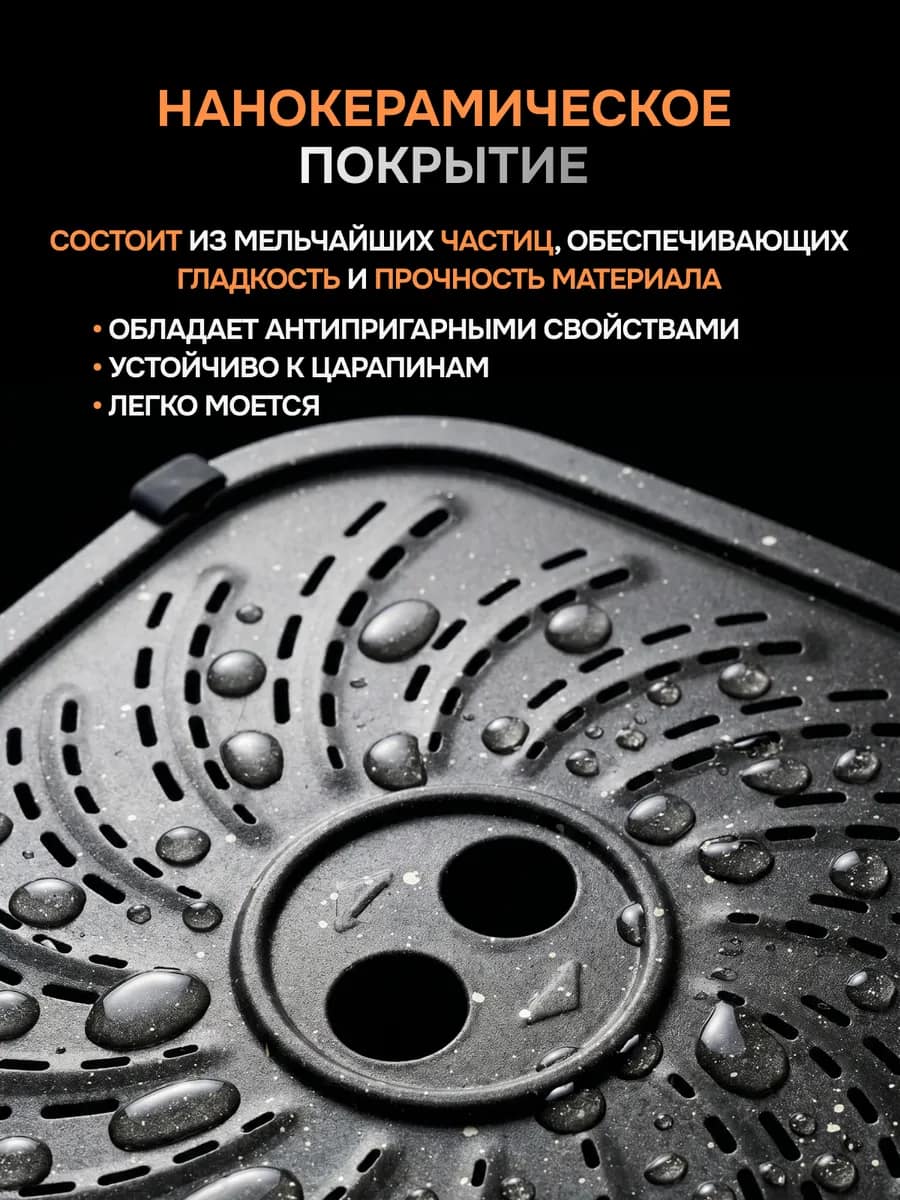 НАНОКЕРАМИЧЕСКОЕ
ПОКРЫТИЕ
СОСТОИТ ИЗ МЕЛЬЧАЙШИХ ЧАСТИЦ, ОБЕСПЕЧИВАЮЩИХ
ГЛАДКОСТЬ И ПРОЧНОСТЬ МАТЕРИАЛА
• ОБЛАДАЕТ АНТИПРИГАРНЫМИ СВОЙСТВАМИ
• УСТОЙЧИВО К ЦАРАПИНАМ
• ЛЕГКО МОЕТСЯ